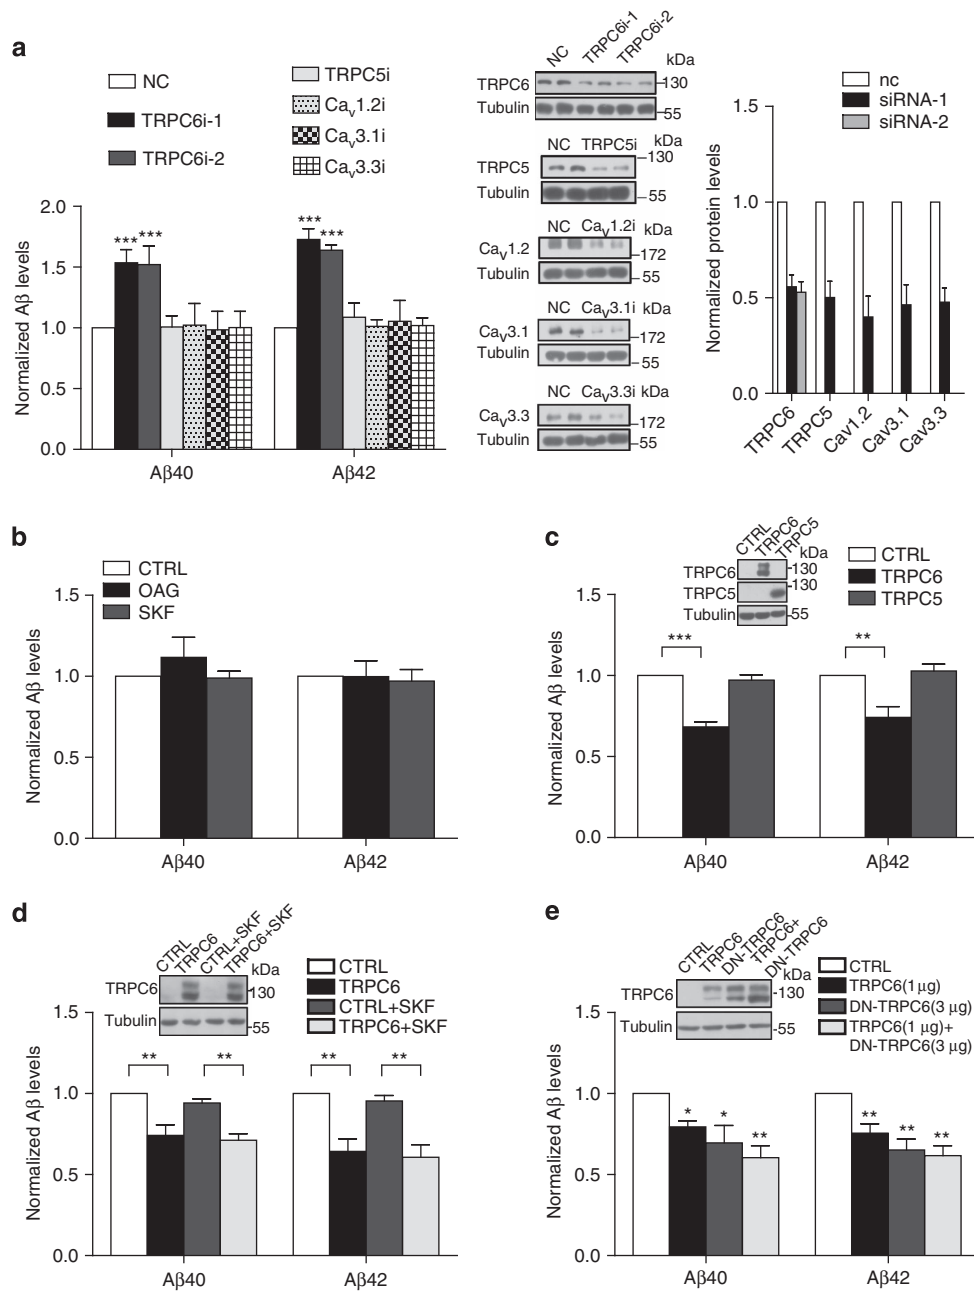 a
NC
TRPC6i-1
TRPC6i-2
TRPC5i
Cav1.2i
Cav3.1i
Cav3.3i
Normalized Aβ levels
2.0
1.5
1.0
0.5
0.0
*** ***
*** ***
Aβ40
Aβ42
NC
TRPC6i-1
TRPC6i-2
kDa
TRPC6
130
Tubulin
55
NC TRPC5i
kDa
130
TRPC5
Tubulin
55
NC Cav1.2i kDa
Cav1.2
172
Tubulin
55
NC Cav3.1i kDa
Cav3.1
172
Tubulin
55
NC Cav3.3i kDa
Cav3.3
172
Tubulin
55
nc
siRNA-1
siRNA-2
Normalized protein levels
1.5
1.0
0.5
0.0
TRPC6
TRPC5
Cav1.2
Cav3.1
Cav3.3
b
CTRL
OAG
SKF
Normalized Aβ levels
1.5
1.0
0.5
0.0
Aβ40
Aβ42
c
CTRL
TRPC6
TRPC5
kDa
TRPC6
130
TRPC5
130
Tubulin
55
CTRL
TRPC6
TRPC5
Normalized Aβ levels
1.5
1.0
0.5
0.0
***
**
Aβ40
Aβ42
d
CTRL
TRPC6
CTRL+SKF
TRPC6+SKF
kDa
TRPC6
130
Tubulin
55
CTRL
TRPC6
CTRL+SKF
TRPC6+SKF
Normalized Aβ levels
1.5
1.0
0.5
0.0
**
**
**
**
Aβ40
Aβ42
e
CTRL
TRPC6
DN-TRPC6
TRPC6+
DN-TRPC6
kDa
TRPC6
130
Tubulin
55
CTRL
TRPC6(1 µg)
DN-TRPC6(3 µg)
TRPC6(1 µg)+
DN-TRPC6(3 µg)
Normalized Aβ levels
1.5
1.0
0.5
0.0
*
*
**
**
**
**
Aβ40
Aβ42